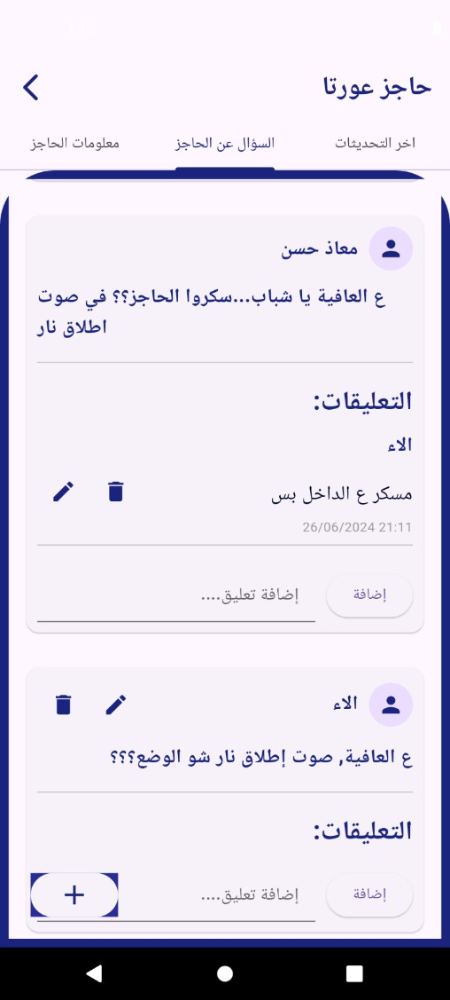 حاجز عورتا
اخر التحديثات
السؤال عن الحاجز
معلومات الحاجز
معاذ حسن
ع العافية يا شباب...سكروا الحاجز؟؟ في صوت
اطلاق نار
التعليقات:
الاء
مسكر ع الداخل بس
26/06/2024 21:11
إضافة
إضافة تعليق....
الاء
ع العافية, صوت إطلاق نار شو الوضع؟؟؟
التعليقات:
إضافة
إضافة تعليق....